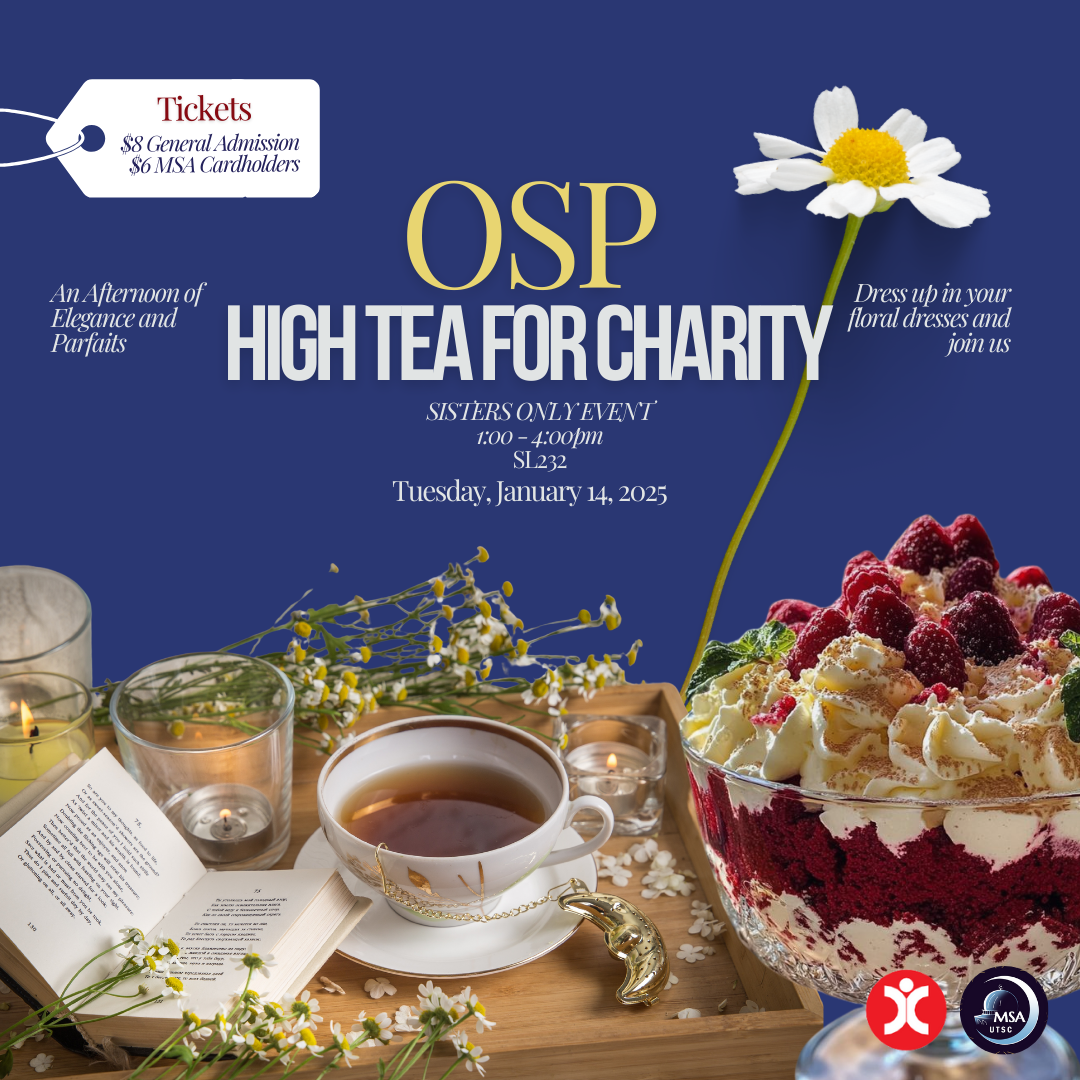 Tickets
$8 General Admission
$6 MSA Cardholders
OSP
HIGH TEA FOR CHARITY
An Afternoon of
Elegance and
Parfaits
Dress up in your
floral dresses and
join us
SISTERS ONLY EVENT
1:00 - 4:00pm
SL232
Tuesday, January 14, 2025
75.
75
MSA
UTSC